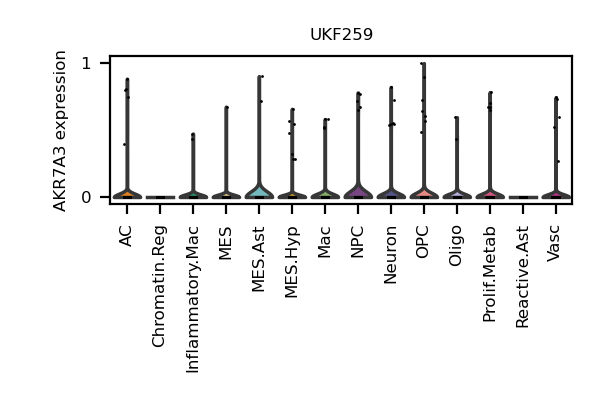 UKF259
AKR7A3 expression
1
0
AC
Chromatin.Reg
Inflammatory.Mac
MES
MES.Ast
MES.Hyp
Mac
NPC
Neuron
OPC
Oligo
Prolif.Metab
Reactive.Ast
Vasc